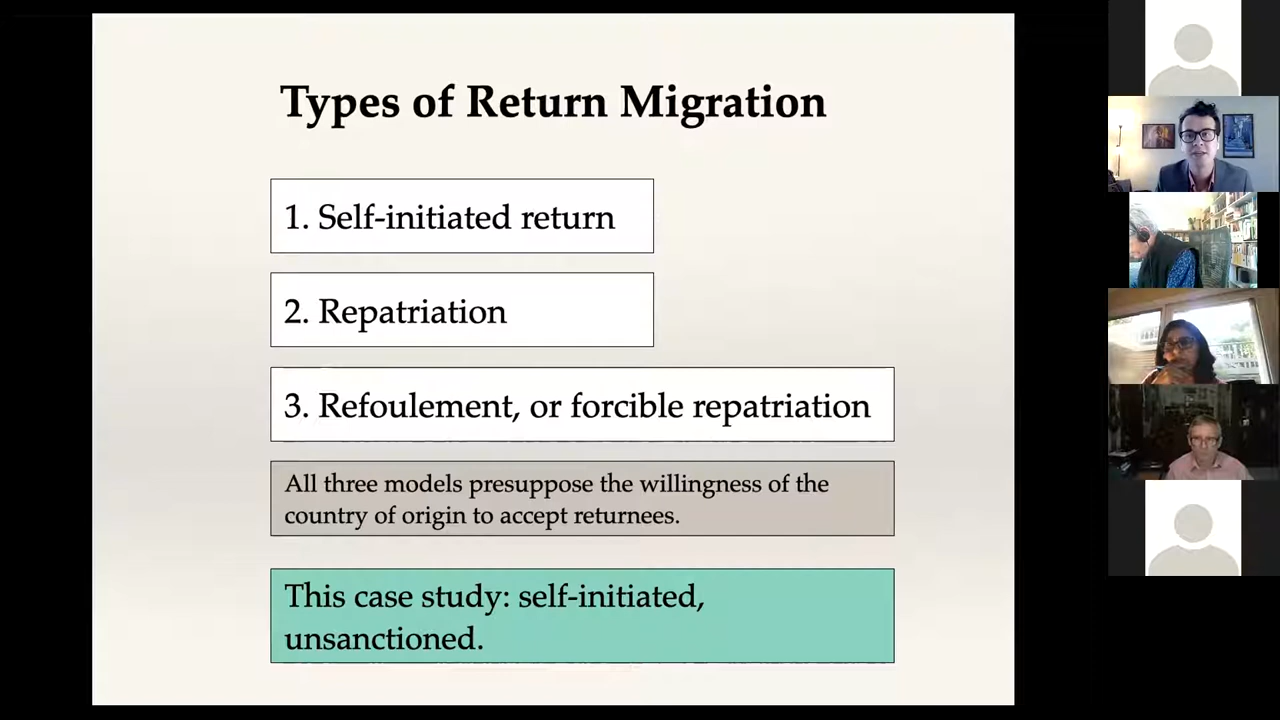 Types of Return Migration
1. Self-initiated return
2. Repatriation
3. Refoulement, or forcible repatriation
All three models presuppose the willingness of the
country of origin to accept returnees.
This case study: self-initiated,
unsanctioned.